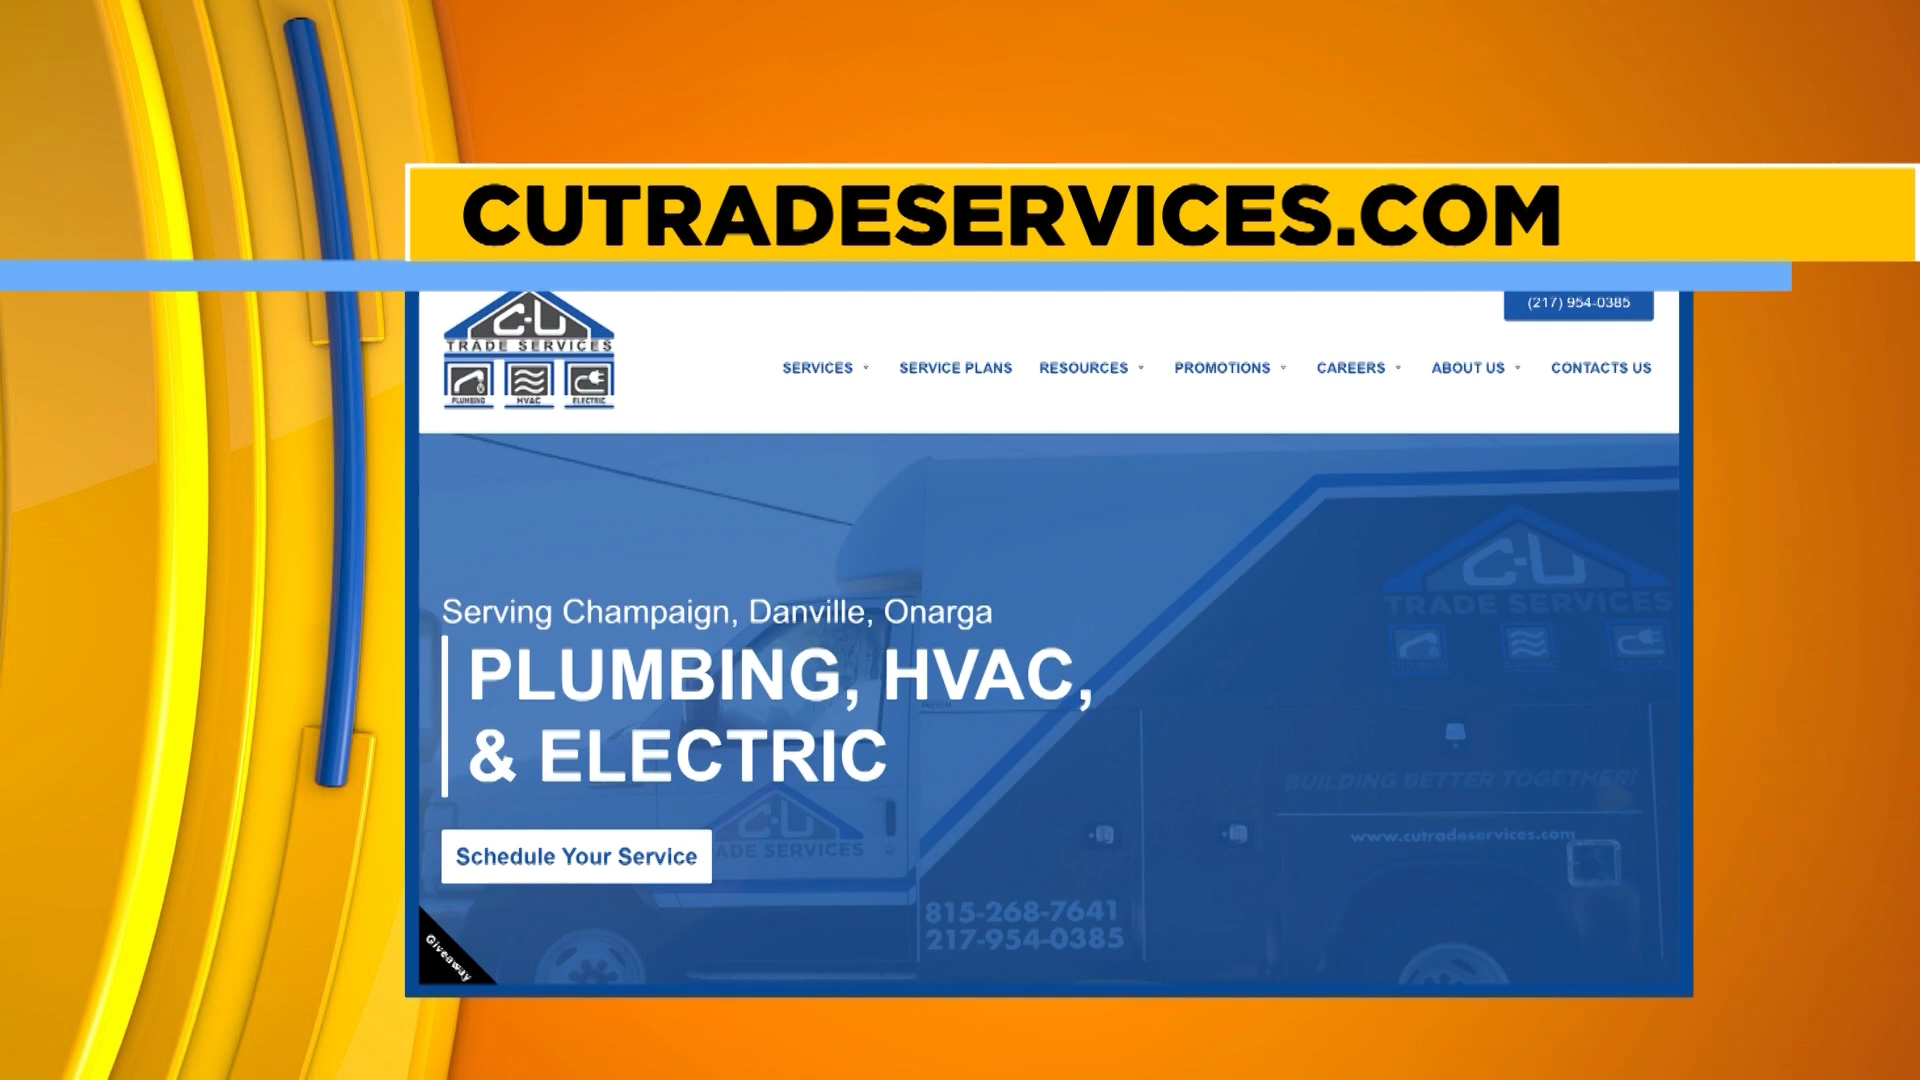 CUTRADESERVICES.COM
(217) 954-0385
C-U
TRADE SERVICES
PLUMBING HVAC ELECTRIC
SERVICES SERVICE PLANS RESOURCES PROMOTIONS CAREERS ABOUT US CONTACTS US
C-U
TRADE SERVICES
Serving Champaign, Danville, Onarga
PLUMBING, HVAC,
& ELECTRIC
BUILDING BETTER TOGETHER!
www.cutradeservices.com
C-U
TRADE SERVICES
Schedule Your Service
815-268-7641
217-954-0385
Giveaway